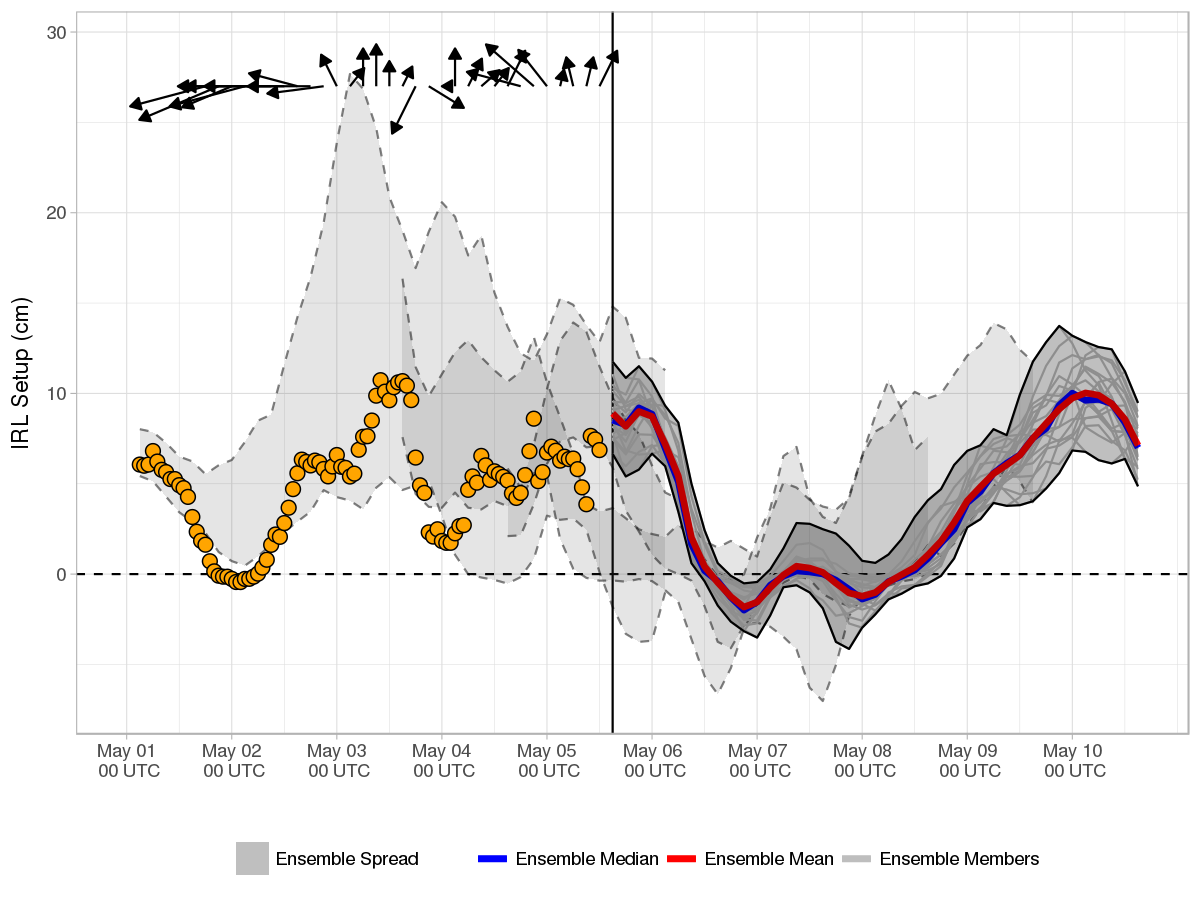 30
20
10
0
IRL Setup (cm)
May 01 May 02 May 03 May 04 May 05 May 06 May 07 May 08 May 09 May 10
00 UTC 00 UTC 00 UTC 00 UTC 00 UTC 00 UTC 00 UTC 00 UTC 00 UTC 00 UTC
Ensemble Spread Ensemble Median Ensemble Mean Ensemble Members